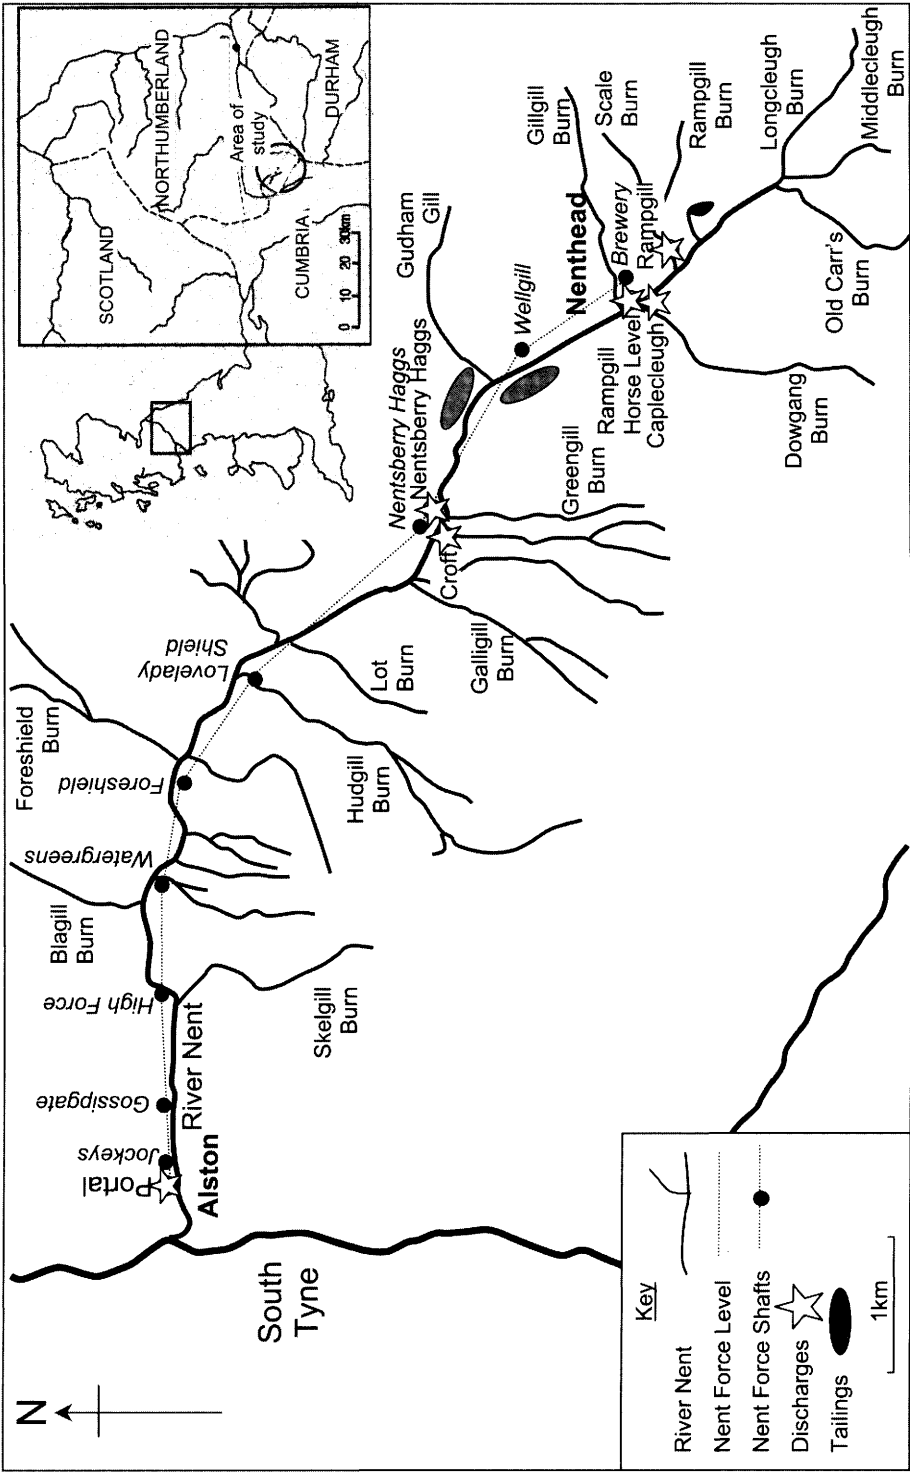 N
South
Tyne
Alston
River Nent
Portal
Jockeys
Gossipgate
High Force
Watergreens
Foreshield
Lovelady
Shield
Blagill
Burn
Foreshield
Burn
Skelgill
Burn
Hudgill
Burn
Lot
Burn
Galligill
Burn
Croft
Nentsberry Haggs
Nentsberry Haggs
Greengill
Burn
Gudham
Gill
Wellgill
Nenthead
Brewery
Rampgill
Rampgill
Horse Level
Caplecleugh
Gillgill
Burn
Scale
Burn
Rampgill
Burn
Longcleugh
Burn
Middlecleugh
Burn
Old Carr's
Burn
Dowgang
Burn
SCOTLAND
NORTHUMBERLAND
Area of
study
CUMBRIA
DURHAM
0 10 20 30km
Key
River Nent
Nent Force Level
Nent Force Shafts
Discharges
Tailings
1km